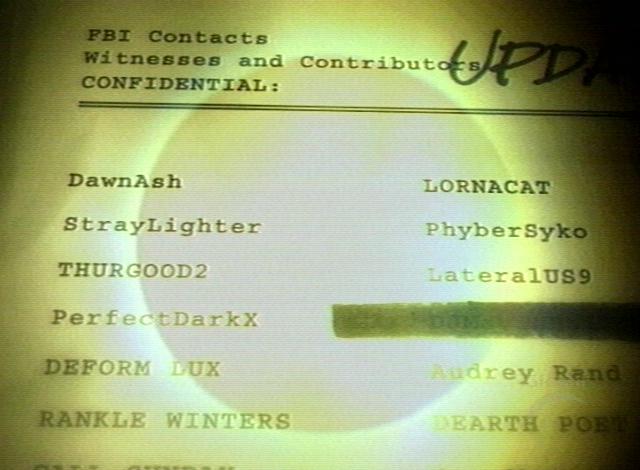 FBI Contacts
Witnesses and Contributors
CONFIDENTIAL:
DawnAsh LORNACAT
StrayLighter PhyberSyko
THURGOOD2 LateralUS9
PerfectDarkX
DEFORM LUX Audrey Rand
RANKLE WINTERS DEARTH POET